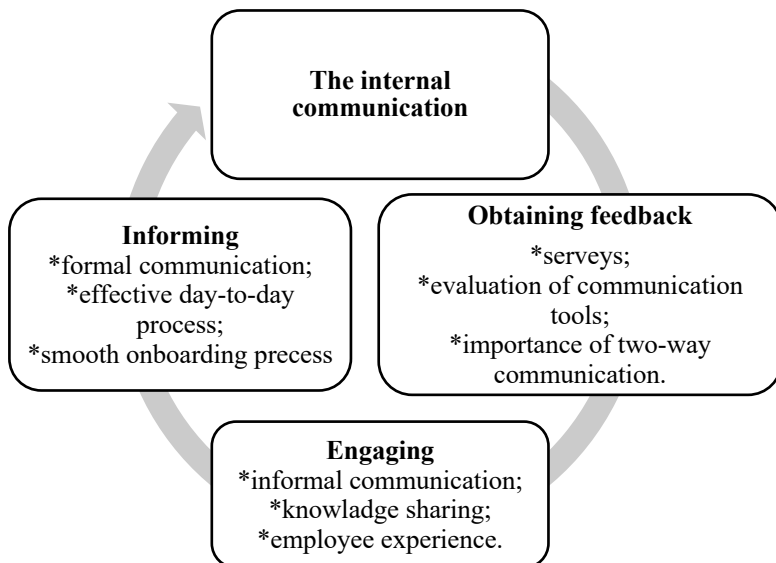 The internal
communication
Obtaining feedback
*serveys;
*evaluation of communication
tools;
*importance of two-way
communication.
Engaging
*informal communication;
*knowladge sharing;
*employee experience.
Informing
*formal communication;
*effective day-to-day
process;
*smooth onboarding precess